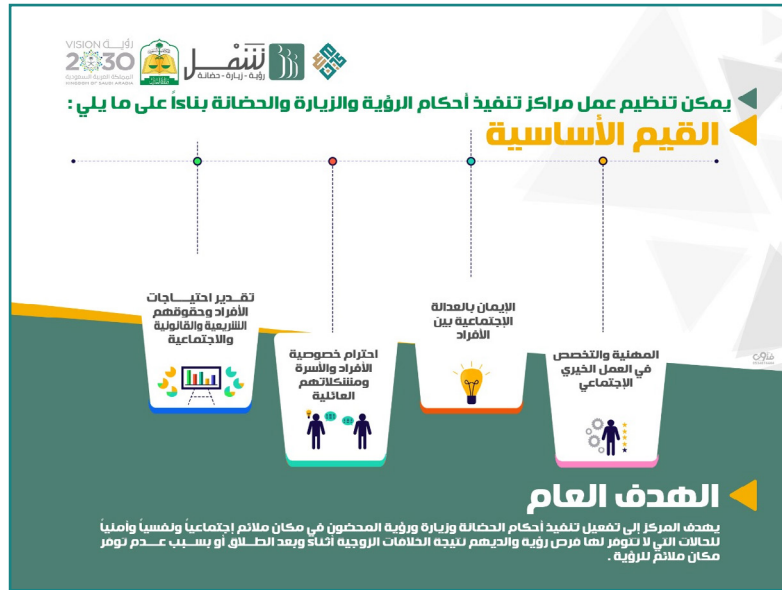 VISION رؤية
2030
المملكة العربية السعودية
KINGDOM OF SAUDI ARABIA
شمل
رؤية - زيارة - حضانة
يمكن تنظيم عمل مراكز تنفيذ أحكام الرؤية والزيارة والحضانة بناءاً على ما يلي :
القيم الأساسية
المهنية والتخصص
في العمل الخيري
الإجتماعي
الإيمان بالعدالة
الإجتماعية بين
الأفراد
احترام خصوصية
الأفراد والأسرة
ومشكلاتهم
العائلية
تقدير احتياجات
الأفراد وحقوقهم
التشريعية والقانونية
والاجتماعية
الهدف العام
يهدف المركز إلى تفعيل تنفيذ أحكام الحضانة وزيارة ورؤية المحضون في مكان ملائم إجتماعياً ونفسياً وأمنياً
للحالات التي لا تتوفر لها فرص رؤية والديهم نتيجة الخلافات الزوجية أثناء وبعد الطلاق أو بسبب عدم توفر
مكان ملائم للرؤية .